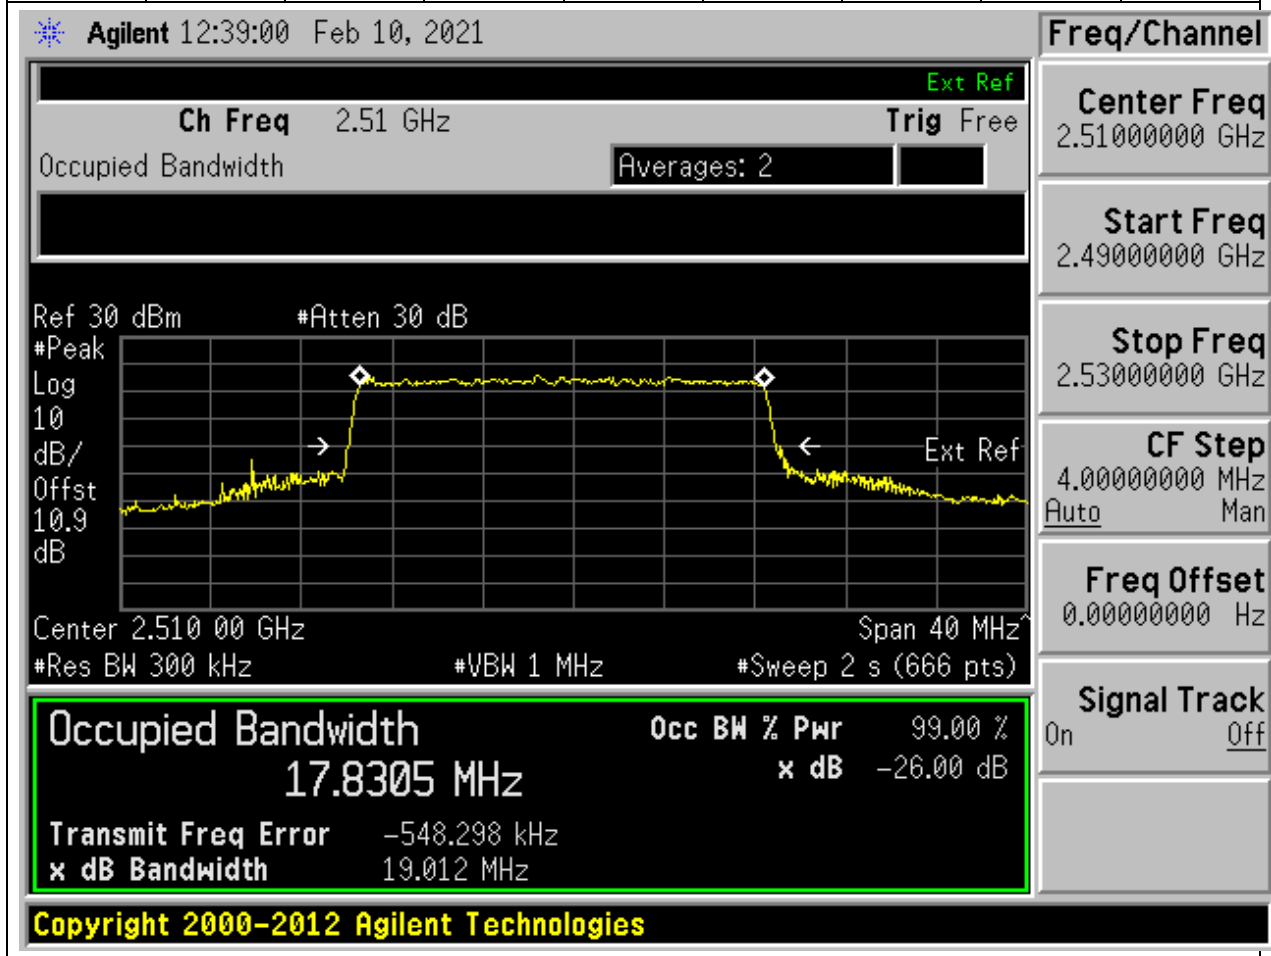 Agilent 12:39:00 Feb 10, 2021
Freq/Channel
Ext Ref
Ch Freq 2.51 GHz Trig Free
Occupied Bandwidth Averages: 2
Center Freq
2.51000000 GHz
Start Freq
2.49000000 GHz
Stop Freq
2.53000000 GHz
CF Step
4.00000000 MHz
Auto Man
Freq Offset
0.00000000 Hz
Signal Track
On Off
Ref 30 dBm #Atten 30 dB
#Peak
Log
10
dB/
Offst
10.9
dB
Ext Ref
Center 2.510 00 GHz Span 40 MHz^
#Res BW 300 kHz #VBW 1 MHz #Sweep 2 s (666 pts)
Occupied Bandwidth
17.8305 MHz
Occ BW % Pwr 99.00 %
x dB -26.00 dB
Transmit Freq Error -548.298 kHz
x dB Bandwidth 19.012 MHz
Copyright 2000-2012 Agilent Technologies